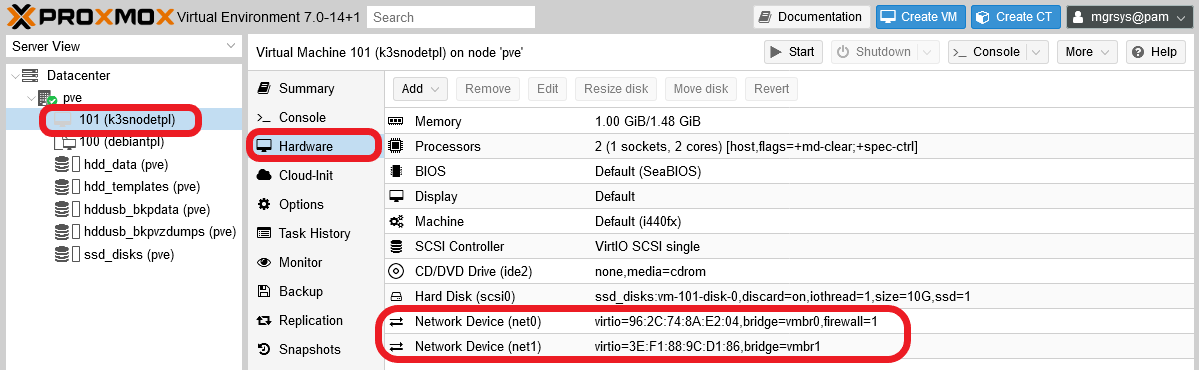 PROXMOX Virtual Environment 7.0-14+1 Search Documentation Create VM Create CT mgrsys@pam
Server View
Datacenter
pve
101 (k3snodetpl)
100 (debiantpl)
hdd_data (pve)
hdd_templates (pve)
hddusb_bkpdata (pve)
hddusb_bkpvzdumps (pve)
ssd_disks (pve)
Virtual Machine 101 (k3snodetpl) on node 'pve' Start Shutdown Console More Help
Summary
Console
Hardware
Cloud-Init
Options
Task History
Monitor
Backup
Replication
Snapshots
Add Remove Edit Resize disk Move disk Revert
Memory 1.00 GiB/1.48 GiB
Processors 2 (1 sockets, 2 cores) [host,flags=+md-clear;+spec-ctrl]
BIOS Default (SeaBIOS)
Display Default
Machine Default (i440fx)
SCSI Controller VirtIO SCSI single
CD/DVD Drive (ide2) none,media=cdrom
Hard Disk (scsi0) ssd_disks:vm-101-disk-0,discard=on,iothread=1,size=10G,ssd=1
Network Device (net0) virtio=96:2C:74:8A:E2:04,bridge=vmbr0,firewall=1
Network Device (net1) virtio=3E:F1:88:9C:D1:86,bridge=vmbr1